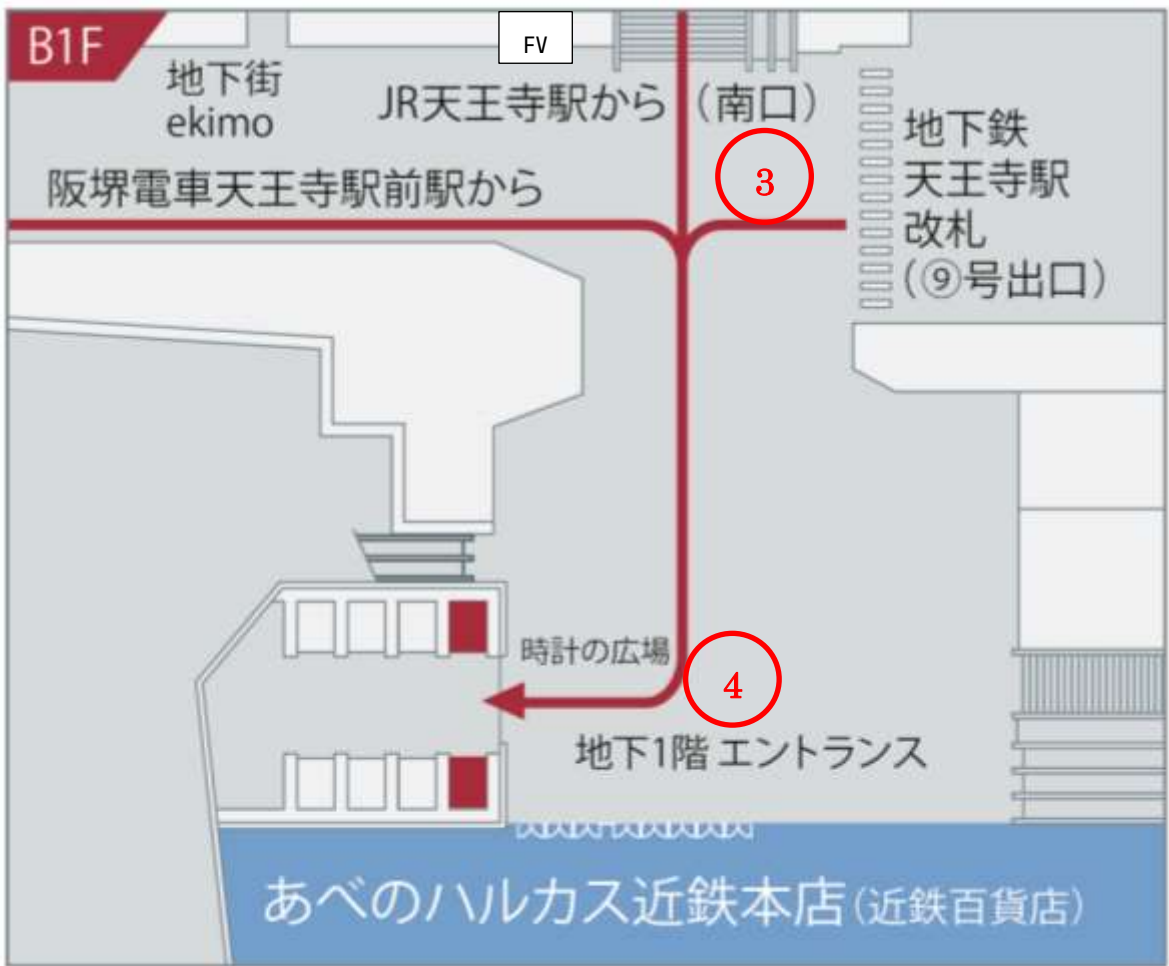 B1F
FV
地下街
ekimo
JR天王寺駅から（南口）
阪堺電車天王寺駅前駅から
3
地下鉄
天王寺駅
改札
（⑨号出口）
時計の広場
4
地下1階 エントランス
あべのハルカス近鉄本店（近鉄百貨店）